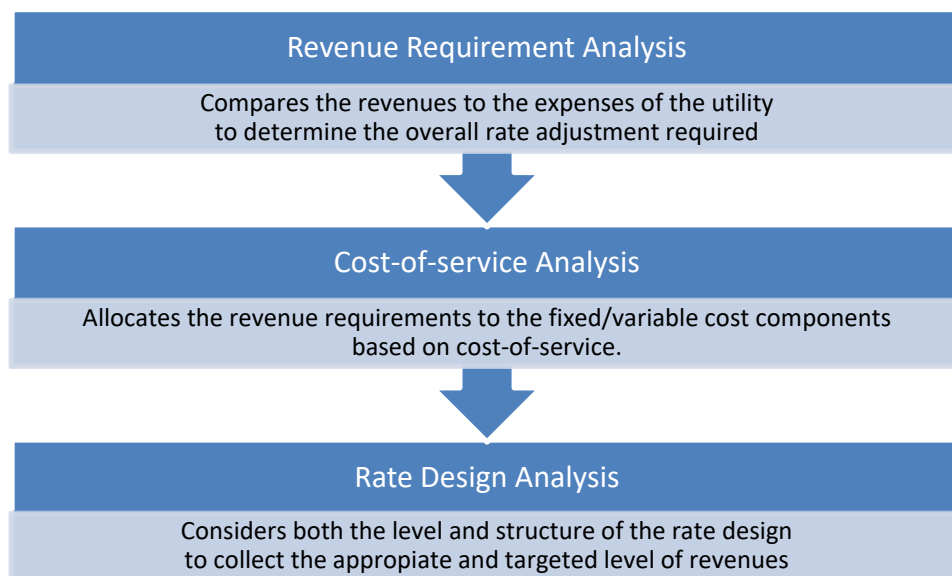 Revenue Requirement Analysis
Compares the revenues to the expenses of the utility
to determine the overall rate adjustment required
Cost-of-service Analysis
Allocates the revenue requirements to the fixed/variable cost components
based on cost-of-service.
Rate Design Analysis
Considers both the level and structure of the rate design
to collect the appropiate and targeted level of revenues